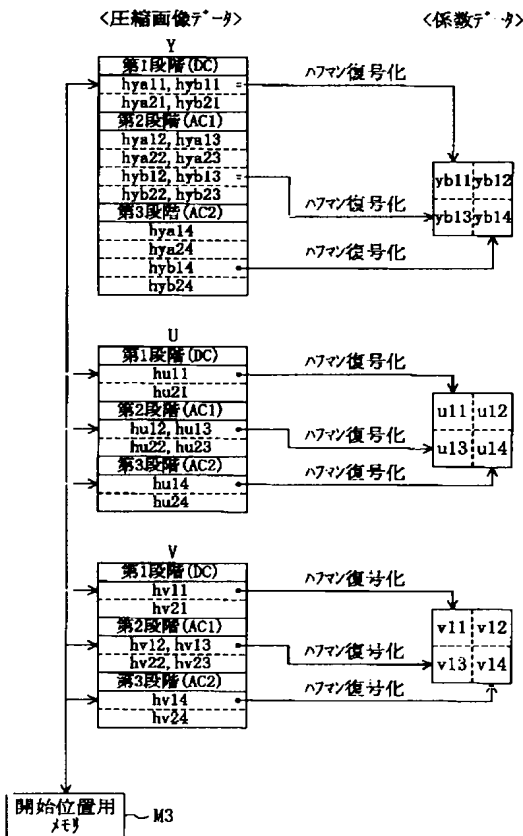 <圧縮画像ﾃﾞｰﾀ> <係数ﾃﾞｰﾀ>
Y
第1段階(DC)
hya11, hyb11 ﾊﾌﾏﾝ復号化
hya21, hyb21
第2段階(AC1)
hya12, hya13
hya22, hya23
hyb12, hyb13
hyb22, hyb23
ﾊﾌﾏﾝ復号化
yb11 yb12
yb13 yb14
第3段階(AC2)
hya14
hya24
hyb14 ﾊﾌﾏﾝ復号化
hyb24
U
第1段階(DC)
hu11 ﾊﾌﾏﾝ復号化
hu21
第2段階(AC1)
hu12, hu13 ﾊﾌﾏﾝ復号化
hu22, hu23
u11 u12
u13 u14
第3段階(AC2)
hu14 ﾊﾌﾏﾝ復号化
hu24
V
第1段階(DC)
hv11 ﾊﾌﾏﾝ復号化
hv21
第2段階(AC1)
hv12, hv13 ﾊﾌﾏﾝ復号化
hv22, hv23
v11 v12
v13 v14
第3段階(AC2)
hv14 ﾊﾌﾏﾝ復号化
hv24
開始位置用
ﾒﾓﾘ
M3